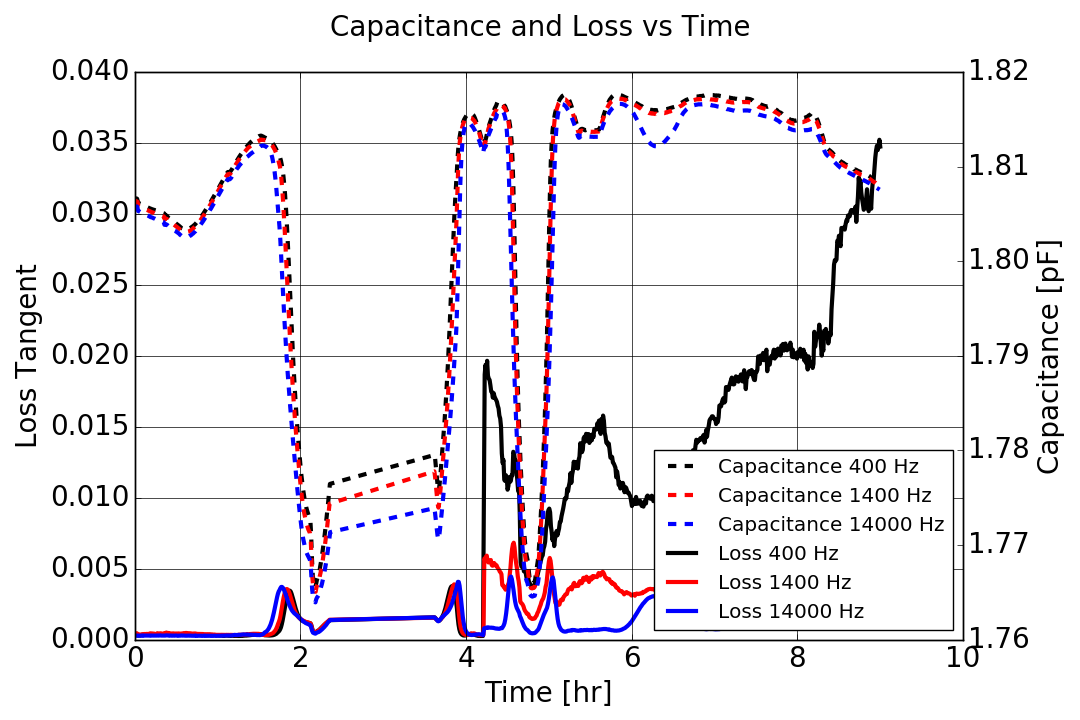 Capacitance and Loss vs Time
0.040
0.035
0.030
0.025
0.020
0.015
0.010
0.005
0.000
Loss Tangent
1.82
1.81
1.80
1.79
1.78
1.77
1.76
Capacitance [pF]
Capacitance 400 Hz
Capacitance 1400 Hz
Capacitance 14000 Hz
Loss 400 Hz
Loss 1400 Hz
Loss 14000 Hz
0 2 4 6 8 10
Time [hr]